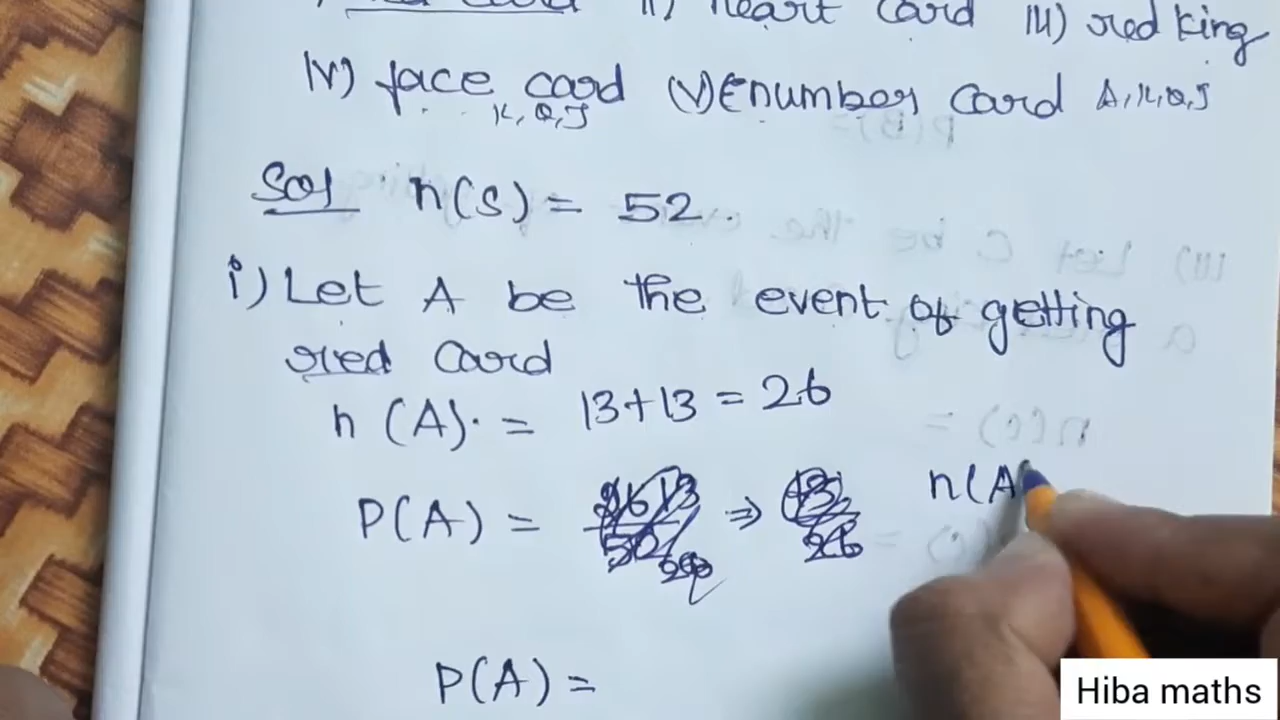 card II) heart card III) red king
IV) face card (V) number card A, K, Q, J
K, Q, J
Sol n(S) = 52.
i) Let A be the event of getting
red card
n(A) = 13+13 = 26
P(A) = ⇒ n(A
P(A) =
Hiba maths